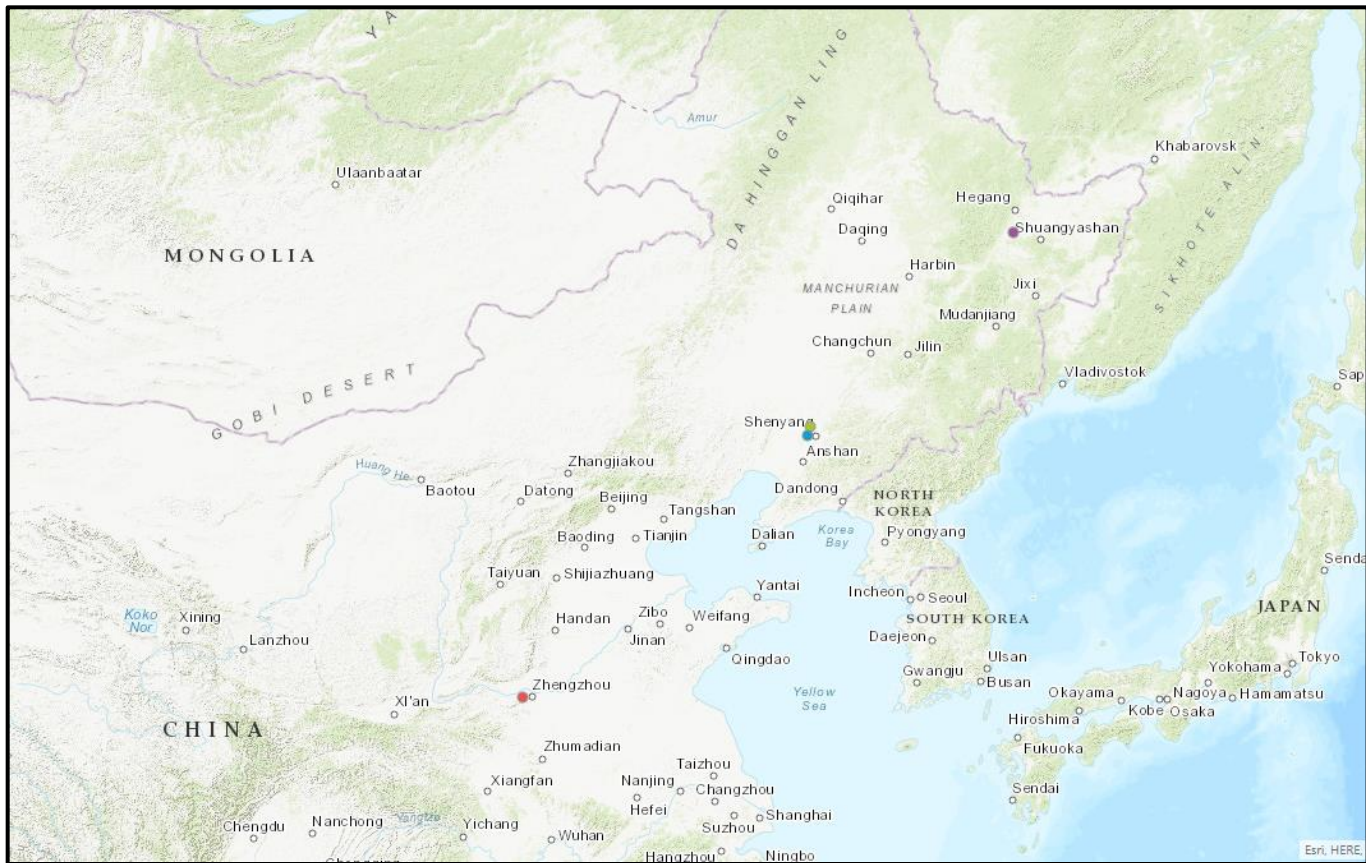 YA
Amur
DA HINGGAN LING
Khabarovsk
SIKHOTE-ALIN'
Ulaanbaatar
Qiqihar
Hegang
Daqing
Shuangyashan
MONGOLIA
Harbin
MANCHURIAN
PLAIN
Jixi
Mudanjiang
Changchun
Jilin
GOBI DESERT
Vladivostok
Sap
Shenyang
Anshan
Zhangjiakou
Huang He
Baotou
Datong
Beijing
Dandong
NORTH
KOREA
Tangshan
Korea
Bay
Pyongyang
Baoding
Tianjin
Dalian
Taiyuan
Shijiazhuang
Senda
Yantai
Incheon
Seoul
Koko
Nor
Xining
Handan
Zibo
Weifang
SOUTH KOREA
JAPAN
Lanzhou
Jinan
Daejeon
Qingdao
Ulsan
Tokyo
Gwangju
Busan
Yokohama
Zhengzhou
Yellow
Sea
Okayama
Nagoya
Hamamatsu
XI'an
Kobe
Osaka
CHINA
Hiroshima
Zhumadian
Fukuoka
Taizhou
Xiangfan
Nanjing
Changzhou
Sendai
Hefei
Chengdu
Nanchong
Yangtze
Yichang
Wuhan
Suzhou
Shanghai
Chongqing
Hangzhou
Ningbo
Esri, HERE,